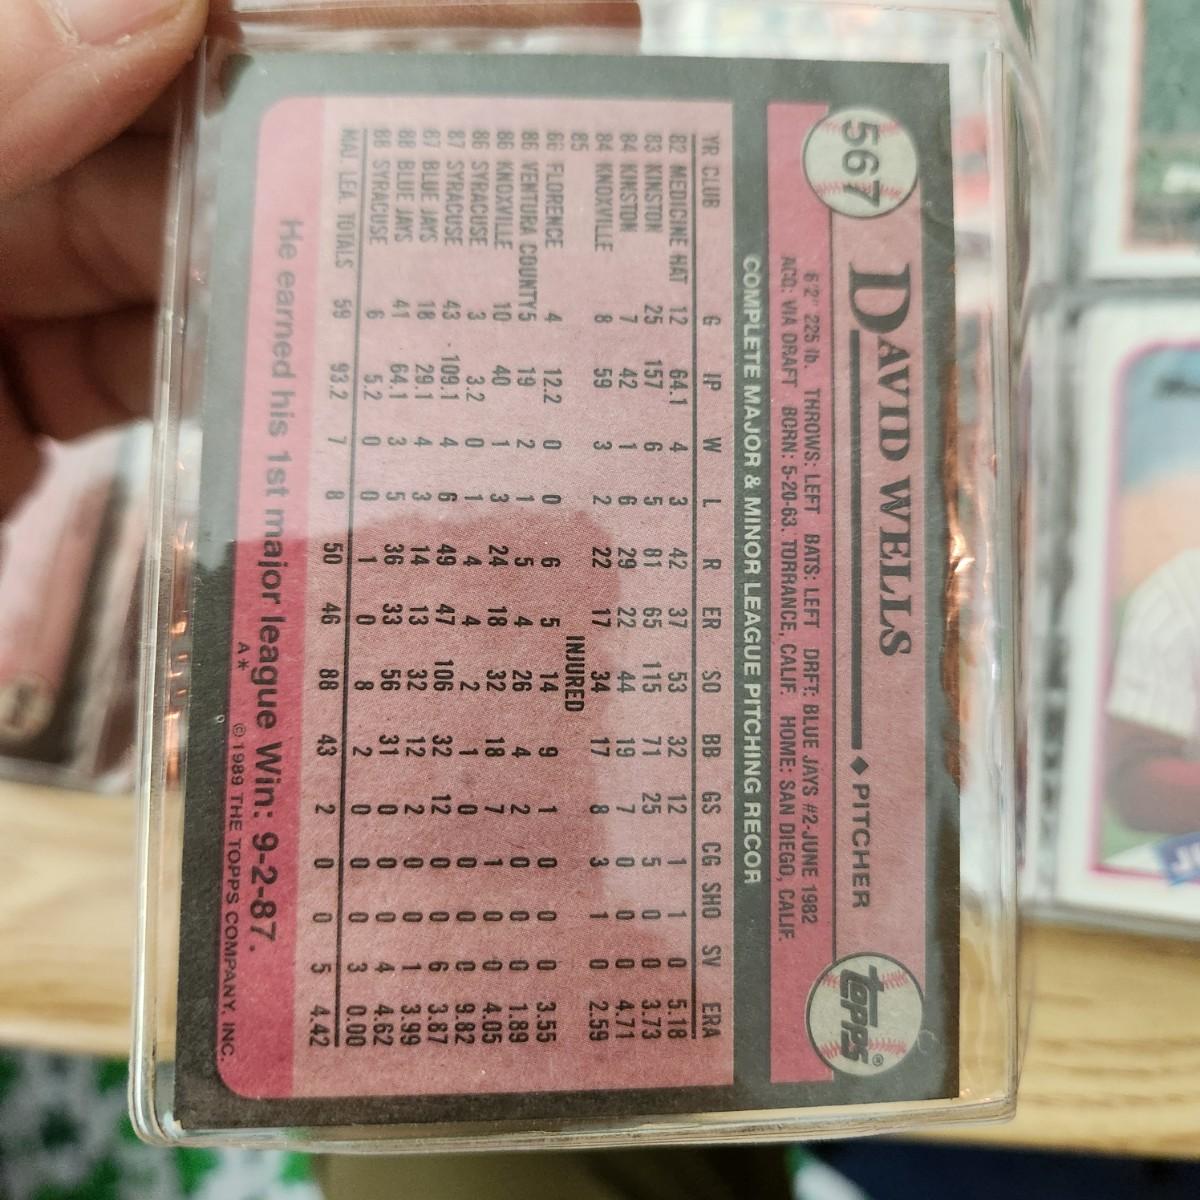 567
DAVID WELLS ♦ PITCHER
topps®
6'2" 225 lb. THROWS: LEFT BATS: LEFT DRFT: BLUE JAYS #2-JUNE 1982
ACQ: VIA DRAFT BORN: 5-20-63, TORRANCE, CALIF. HOME: SAN DIEGO, CALIF.
COMPLETE MAJOR & MINOR LEAGUE PITCHING RECOR
YR CLUB G IP W L R ER SO BB GS CG SHO SV ERA
82 MEDICINE HAT 12 64.1 4 3 42 37 53 32 12 1 1 0 5.18
83 KINSTON 25 157 6 5 81 65 115 71 25 5 0 0 3.73
84 KINSTON 7 42 1 6 29 22 44 19 7 0 0 0 4.71
84 KNOXVILLE 8 59 3 2 22 17 34 17 8 3 1 0 2.59
85 INJURED
66 FLORENCE 4 12.2 0 0 6 5 14 9 1 0 0 0 3.55
86 VENTURA COUNTY 5 19 2 1 5 4 26 4 2 0 0 0 1.89
86 KNOXVILLE 10 40 1 3 24 18 32 18 7 1 0 0 4.05
86 SYRACUSE 3 3.2 0 1 4 4 2 1 0 0 0 0 9.82
87 SYRACUSE 43 109.1 4 6 49 47 106 32 12 0 0 6 3.87
87 BLUE JAYS 18 29.1 4 3 14 13 32 12 2 0 0 1 3.99
88 BLUE JAYS 41 64.1 3 5 36 33 56 31 0 0 0 4 4.62
88 SYRACUSE 6 5.2 0 0 1 0 8 2 0 0 0 3 0.00
MAJ. LEA. TOTALS 59 93.2 7 8 50 46 88 43 2 0 0 5 4.42
He earned his 1st major league Win: 9-2-87.
A* © 1989 THE TOPPS COMPANY, INC.